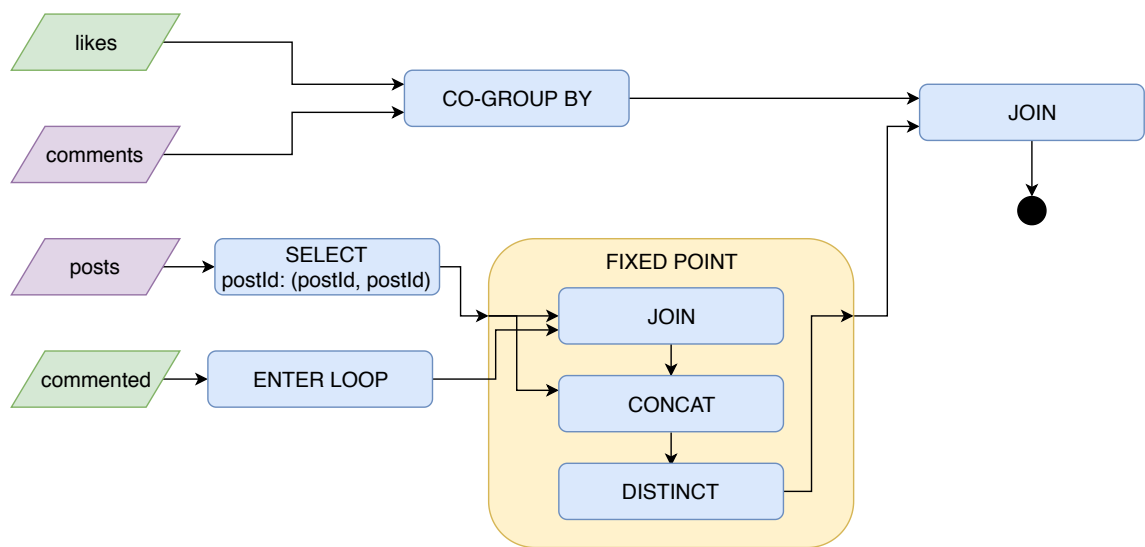 likes
CO-GROUP BY
JOIN
comments
posts
SELECT
postId: (postId, postId)
FIXED POINT
JOIN
commented
ENTER LOOP
CONCAT
DISTINCT